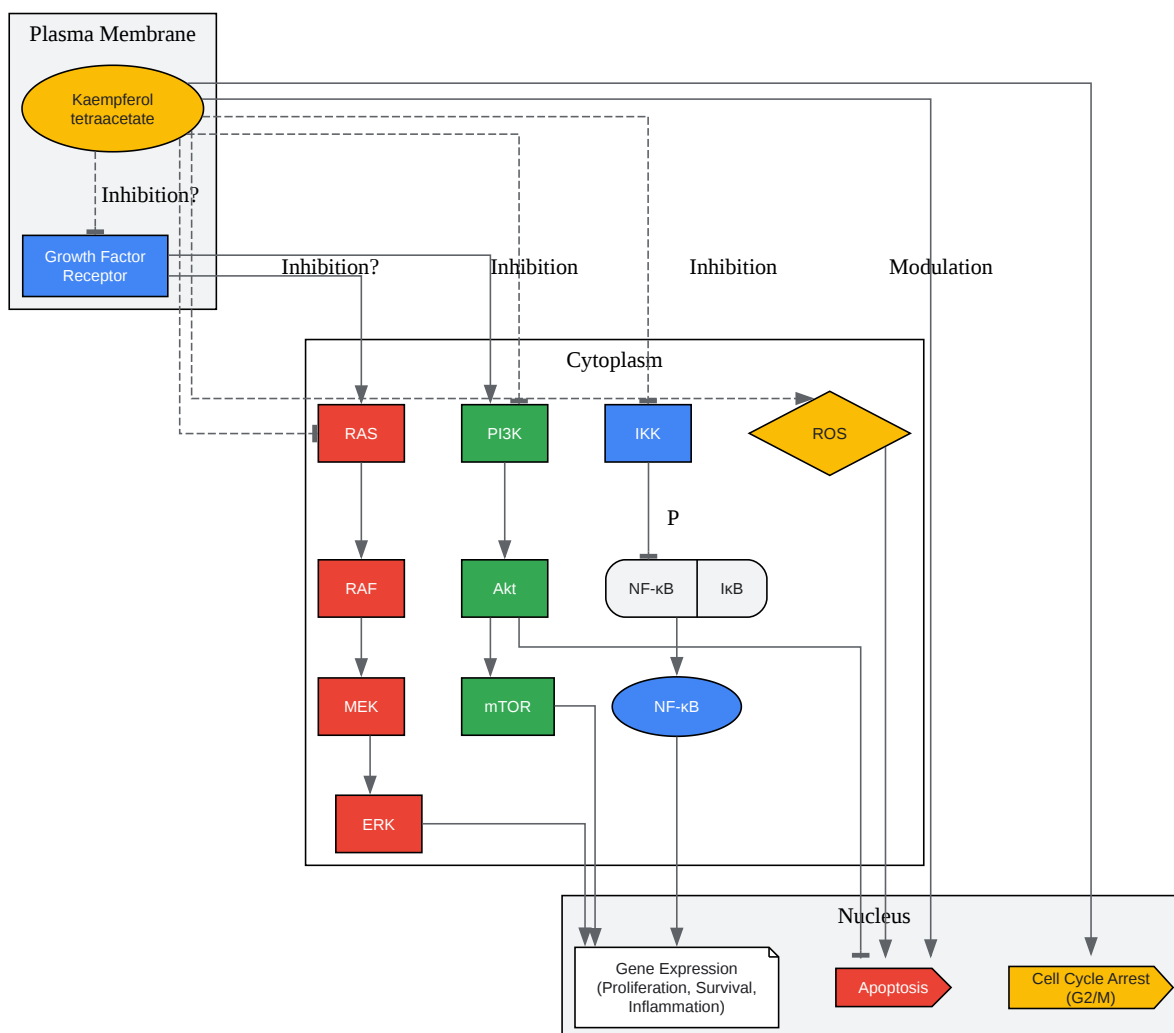 Plasma Membrane
Kaempferol
tetraacetate
Inhibition?
Growth Factor
Receptor
Inhibition?
Inhibition
Inhibition
Modulation
Cytoplasm
RAS
PI3K
IKK
ROS
P
RAF
Akt
NF-κB
IκB
MEK
mTOR
NF-κB
ERK
Nucleus
Gene Expression
(Proliferation, Survival,
Inflammation)
Apoptosis
Cell Cycle Arrest
(G2/M)